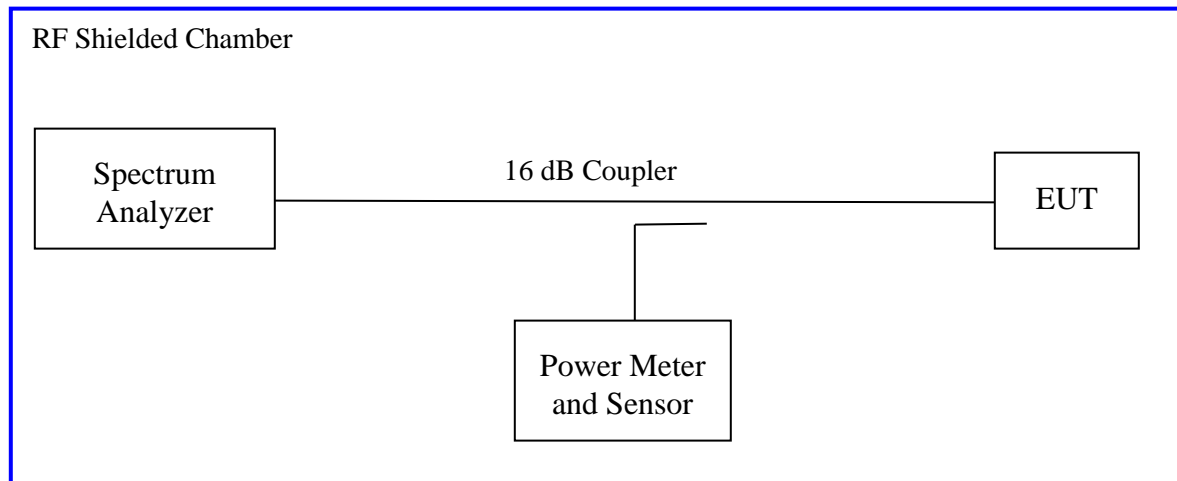 RF Shielded Chamber
Spectrum
Analyzer
16 dB Coupler
EUT
Power Meter
and Sensor